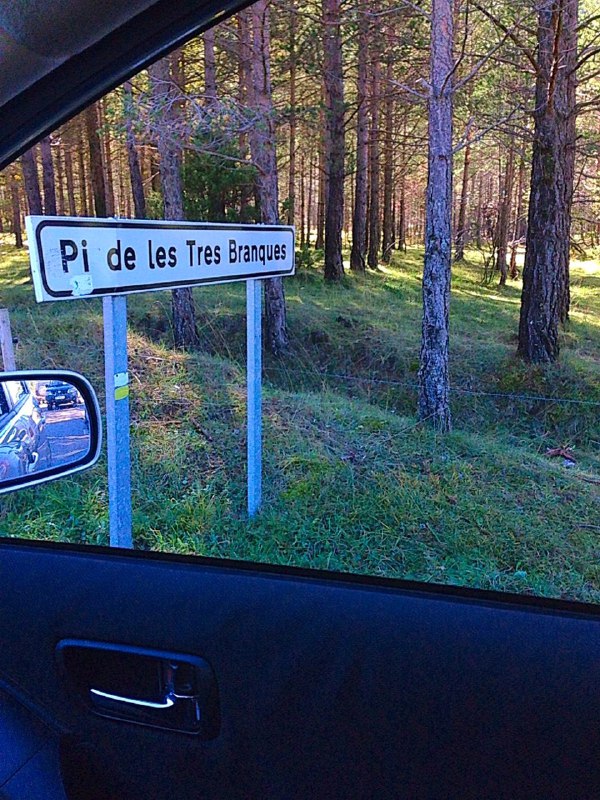 Pi de les Tres Branques